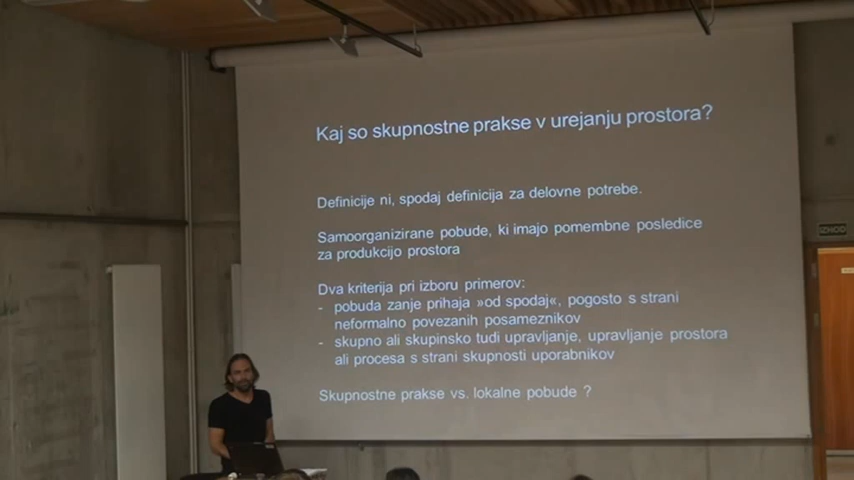 Kaj so skupnostne prakse v urejanju prostora?
Definicije ni, spodaj definicija za delovne potrebe.
Samoorganizirane pobude, ki imajo pomembne posledice
za produkcijo prostora
Dva kriterija pri izboru primerov:
- pobuda zanje prihaja »od spodaj«, pogosto s strani
neformalno povezanih posameznikov
- skupno ali skupinsko tudi upravljanje, upravljanje prostora
ali procesa s strani skupnosti uporabnikov
Skupnostne prakse vs. lokalne pobude ?
IZHOD